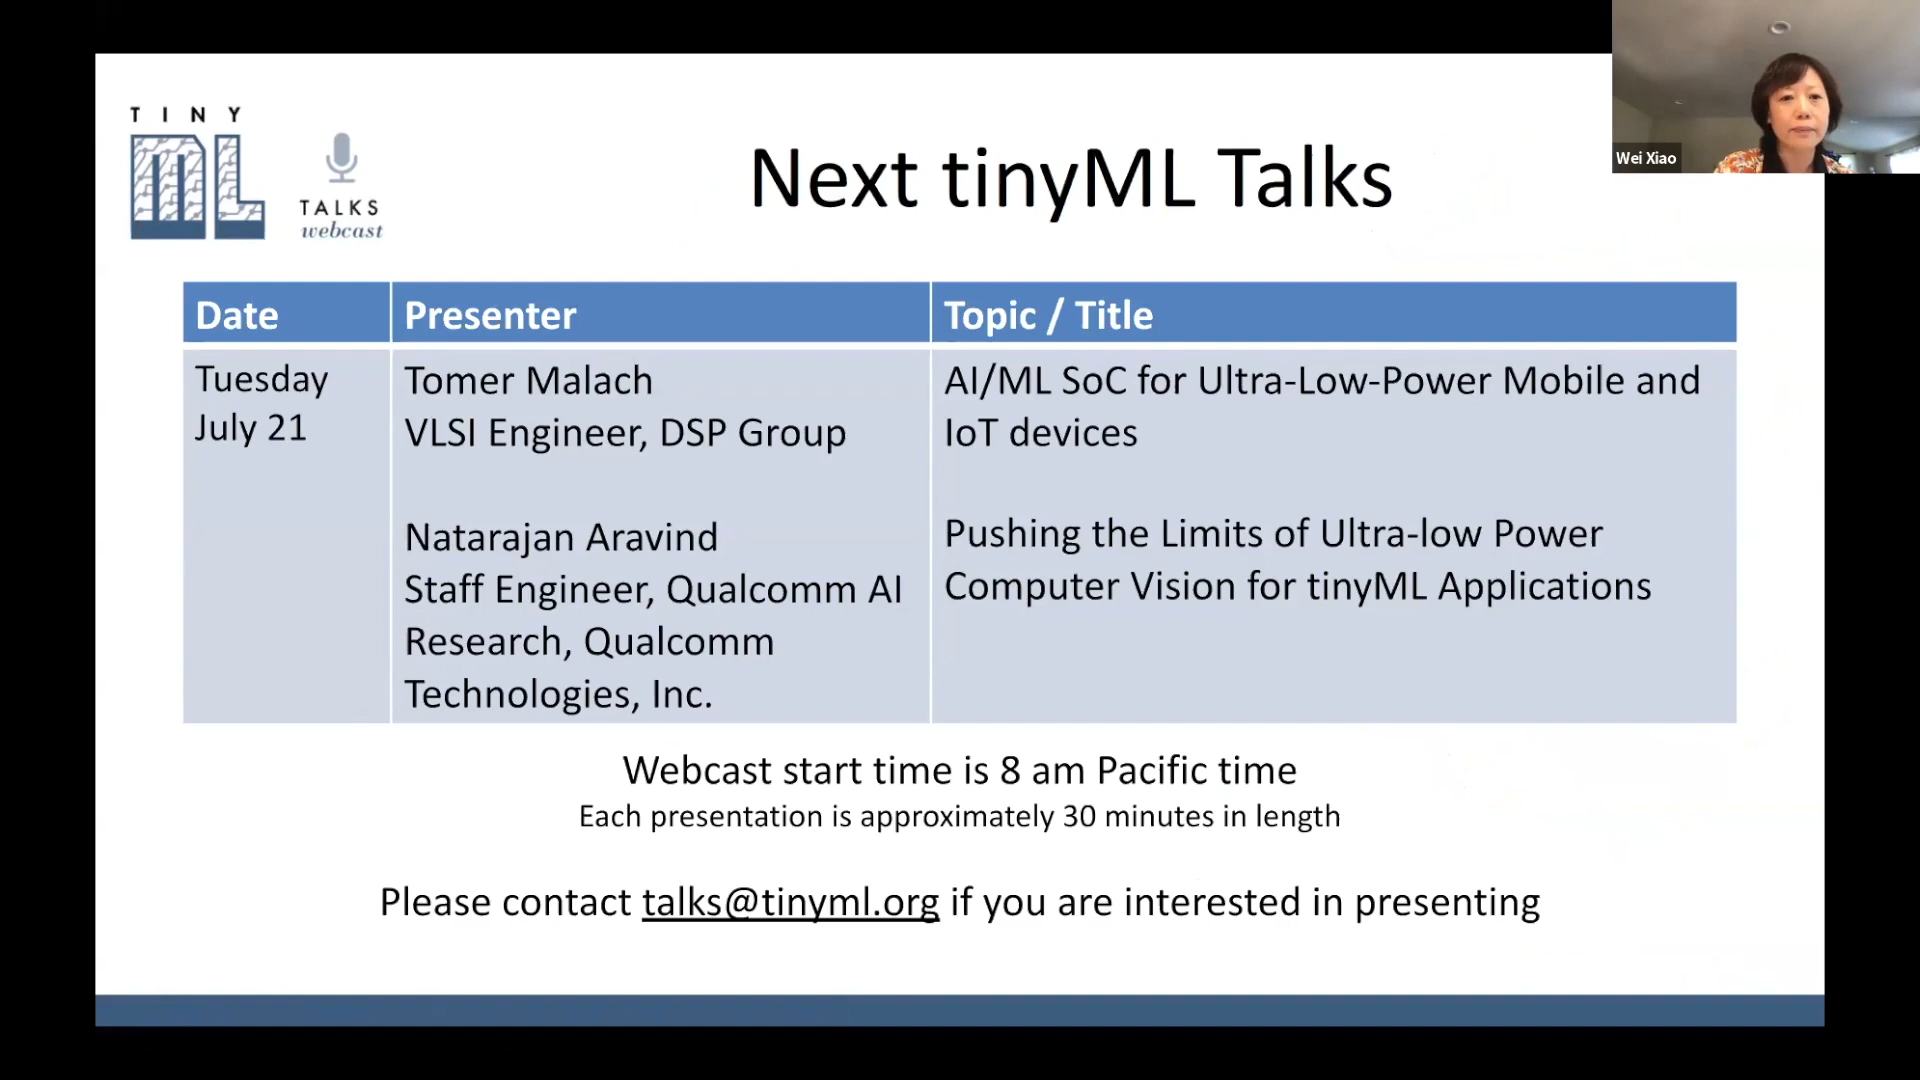 TINY
ML
TALKS
webcast
Next tinyML Talks
Wei Xiao
Date
Presenter
Topic / Title
Tuesday
July 21
Tomer Malach
VLSI Engineer, DSP Group
AI/ML SoC for Ultra-Low-Power Mobile and
IoT devices
Natarajan Aravind
Staff Engineer, Qualcomm AI
Research, Qualcomm
Technologies, Inc.
Pushing the Limits of Ultra-low Power
Computer Vision for tinyML Applications
Webcast start time is 8 am Pacific time
Each presentation is approximately 30 minutes in length
Please contact talks@tinyml.org if you are interested in presenting